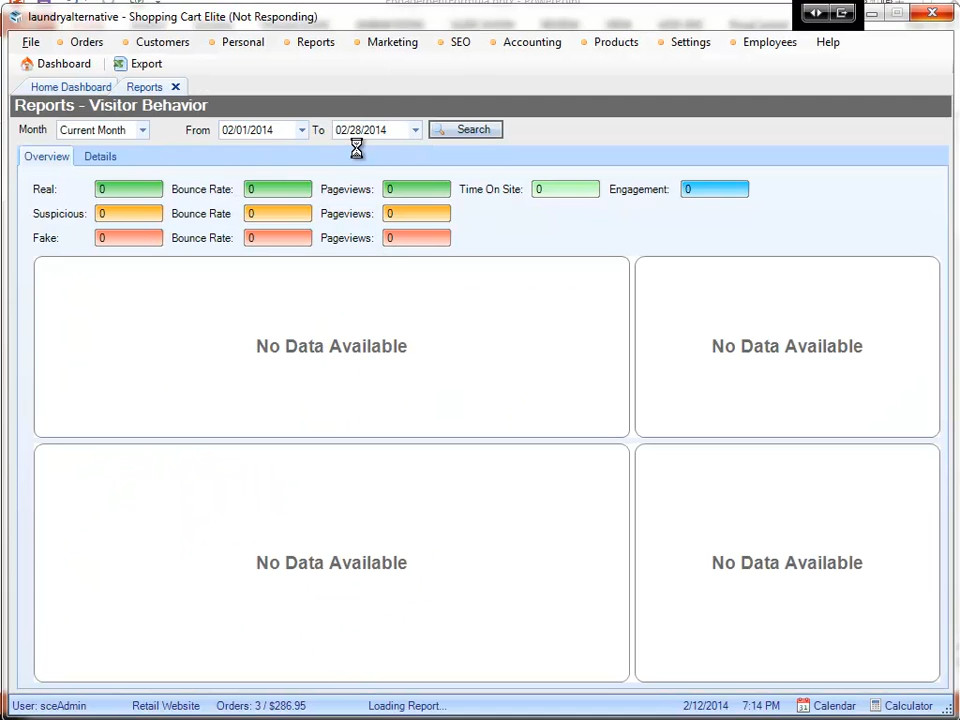 laundryalternative - Shopping Cart Elite (Not Responding)
File Orders Customers Personal Reports Marketing SEO Accounting Products Settings Employees Help
Dashboard Export
Home Dashboard Reports
Reports - Visitor Behavior
Month Current Month From 02/01/2014 To 02/28/2014 Search
Overview Details
Real: 0 Bounce Rate: 0 Pageviews: 0 Time On Site: 0 Engagement: 0
Suspicious: 0 Bounce Rate 0 Pageviews: 0
Fake: 0 Bounce Rate: 0 Pageviews: 0
No Data Available No Data Available
No Data Available No Data Available
User: sceAdmin Retail Website Orders: 3 / $286.95 Loading Report... 2/12/2014 7:14 PM Calendar Calculator